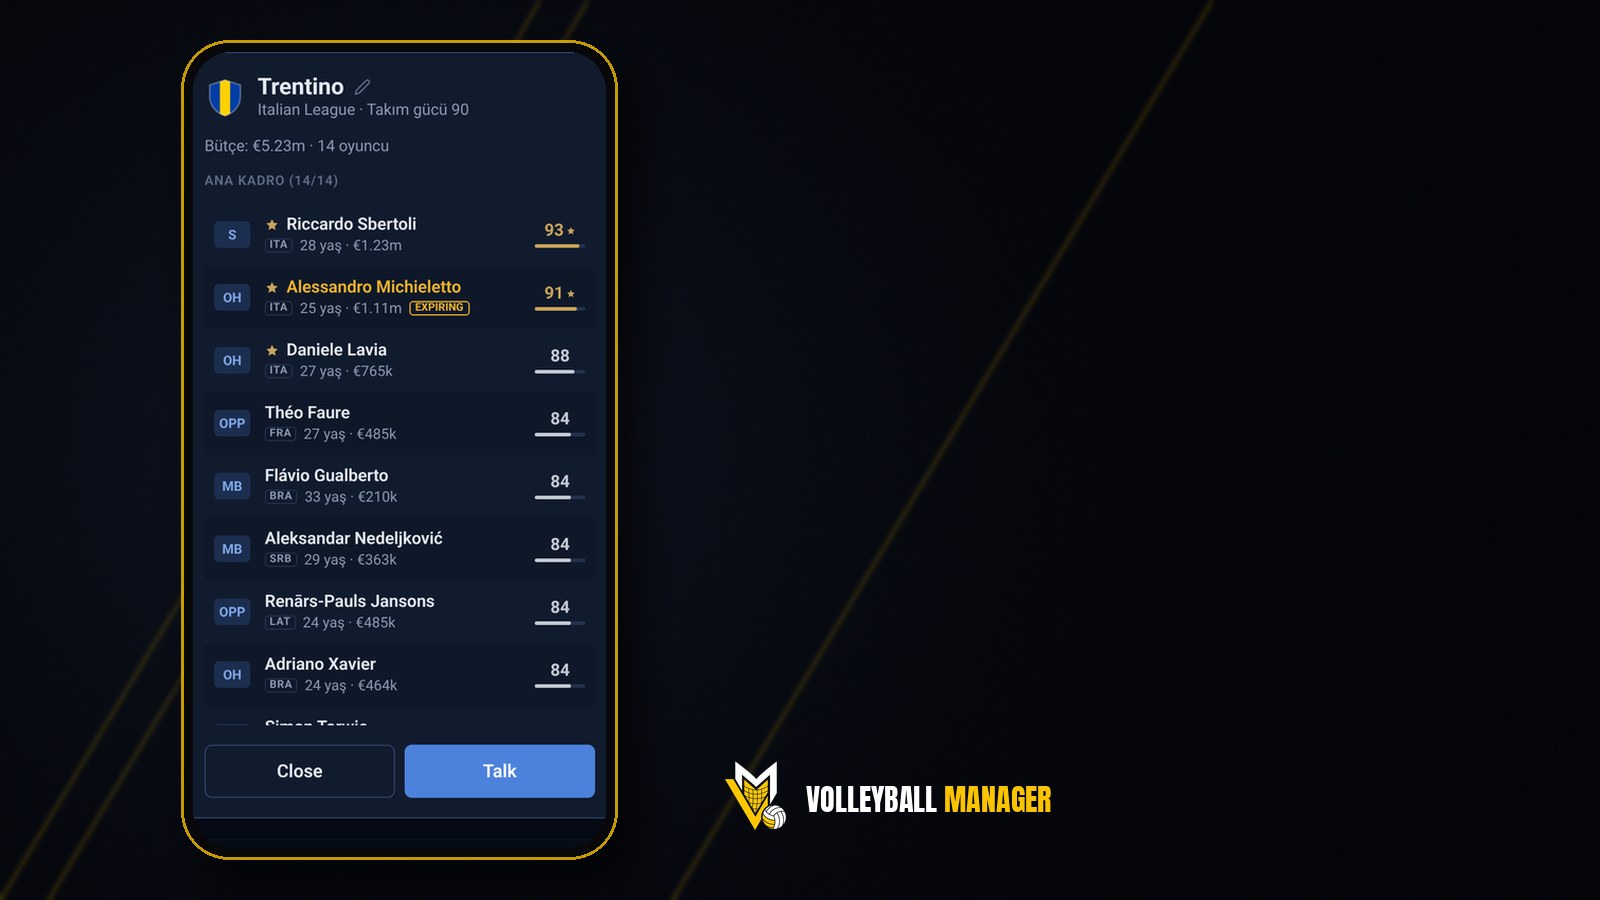 Trentino
Italian League · Takım gücü 90
Bütçe: €5.23m · 14 oyuncu
ANA KADRO (14/14)
S
★ Riccardo Sbertoli
ITA 28 yaş · €1.23m
93 ★
OH
★ Alessandro Michieletto
ITA 25 yaş · €1.11m EXPIRING
91 ★
OH
★ Daniele Lavia
ITA 27 yaş · €765k
88
OPP
Théo Faure
FRA 27 yaş · €485k
84
MB
Flávio Gualberto
BRA 33 yaş · €210k
84
MB
Aleksandar Nedeljković
SRB 29 yaş · €363k
84
OPP
Renārs-Pauls Jansons
LAT 24 yaş · €485k
84
OH
Adriano Xavier
BRA 24 yaş · €464k
84
Close
Talk
VOLLEYBALL MANAGER